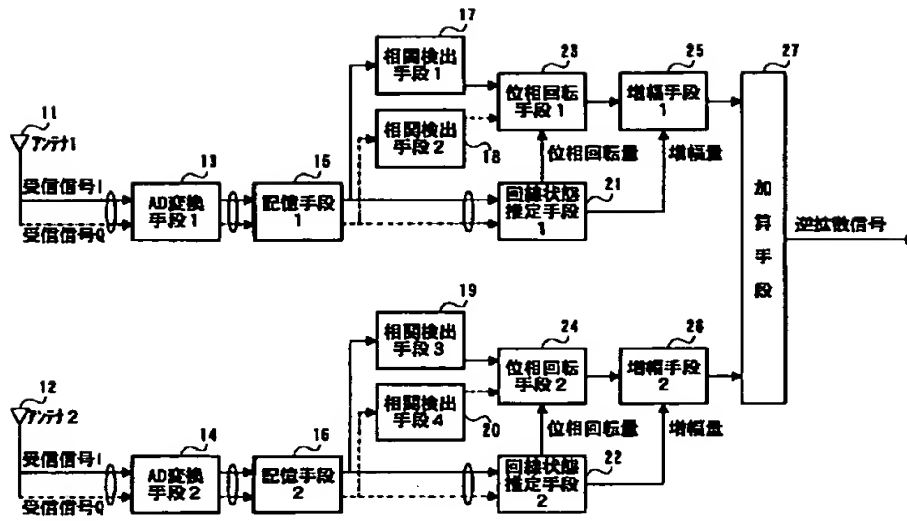 17
相関検出
手段1
23
位相回転
手段1
25
増幅手段
1
27
加算手段
11
アンテナ1
相関検出
手段2
18
位相回転量
増幅量
受信信号I
受信信号Q
13
AD変換
手段1
15
記憶手段
1
回線状態
推定手段
1
21
逆拡散信号
19
相関検出
手段3
24
位相回転
手段2
26
増幅手段
2
12
アンテナ2
相関検出
手段4
20
位相回転量
増幅量
受信信号I
受信信号Q
14
AD変換
手段2
16
記憶手段
2
回線状態
推定手段
2
22